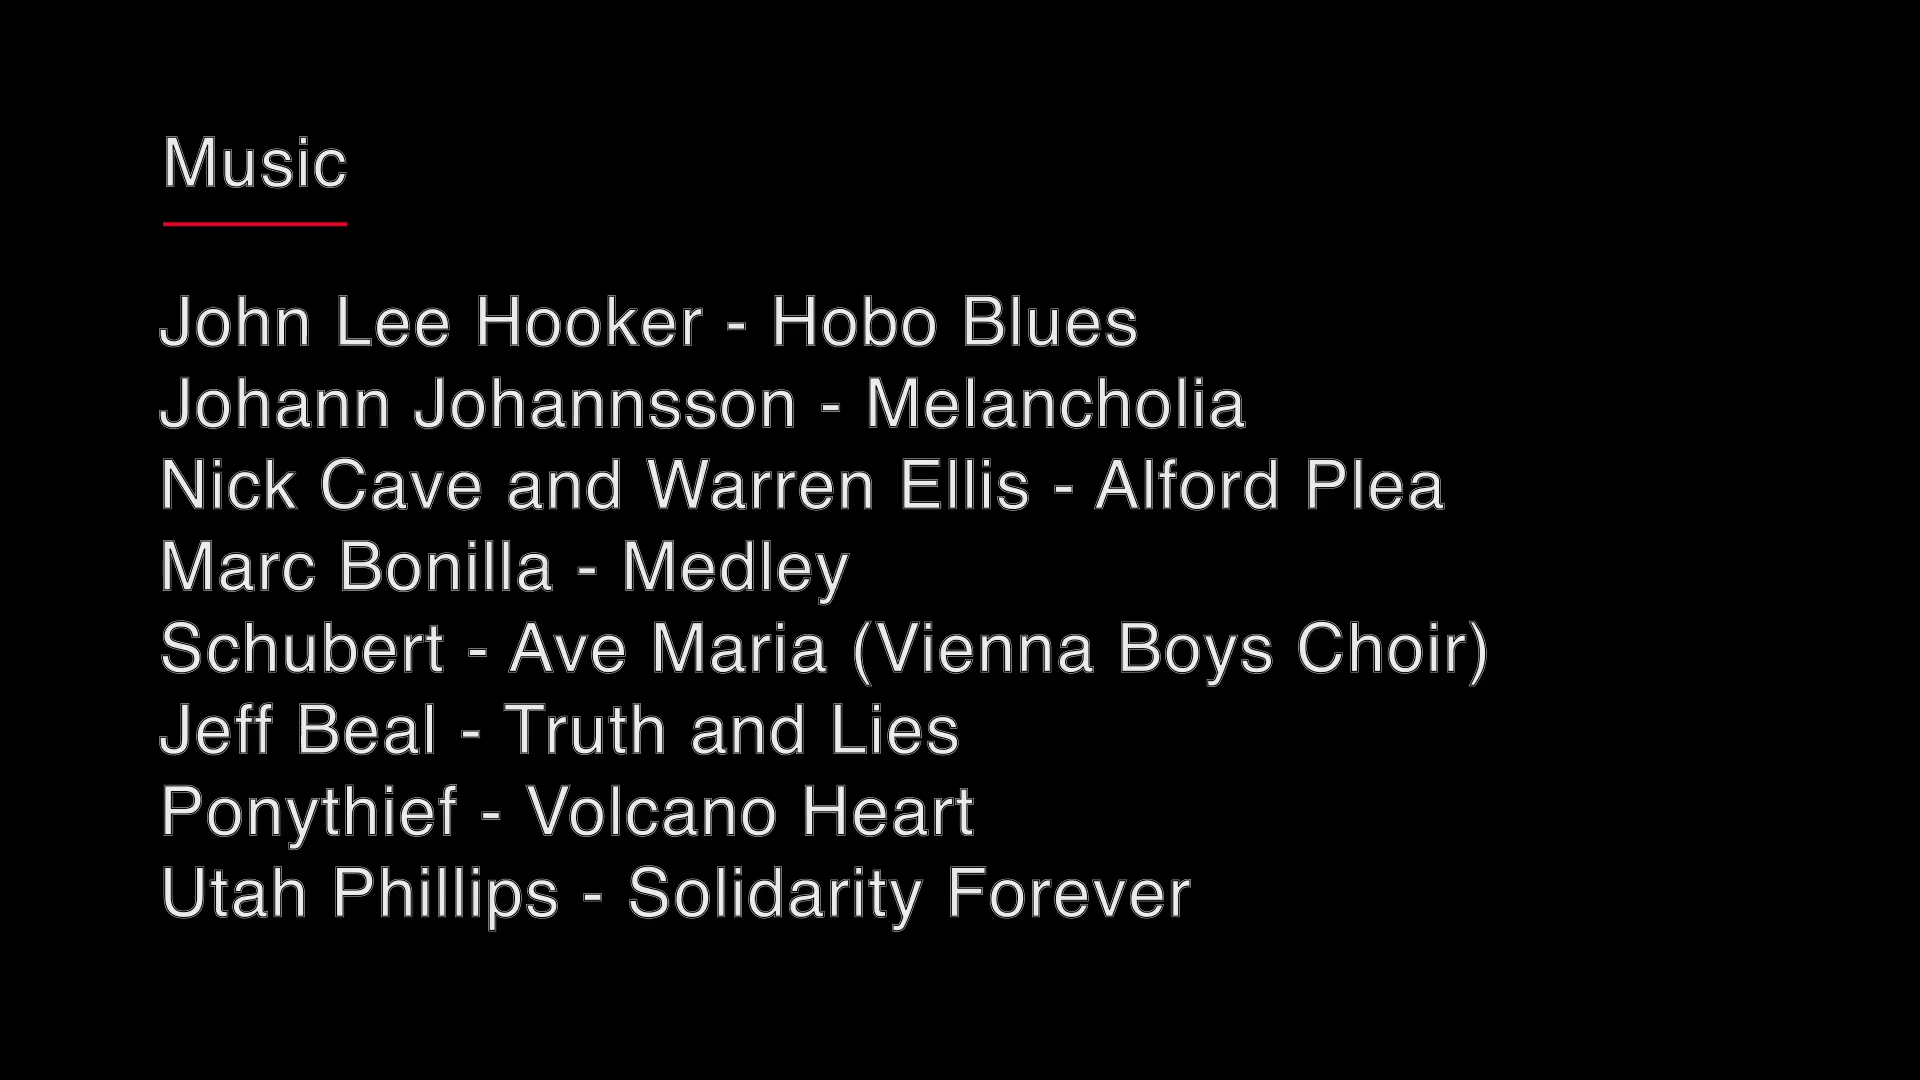 Music
John Lee Hooker - Hobo Blues
Johann Johannsson - Melancholia
Nick Cave and Warren Ellis - Alford Plea
Marc Bonilla - Medley
Schubert - Ave Maria (Vienna Boys Choir)
Jeff Beal - Truth and Lies
Ponythief - Volcano Heart
Utah Phillips - Solidarity Forever